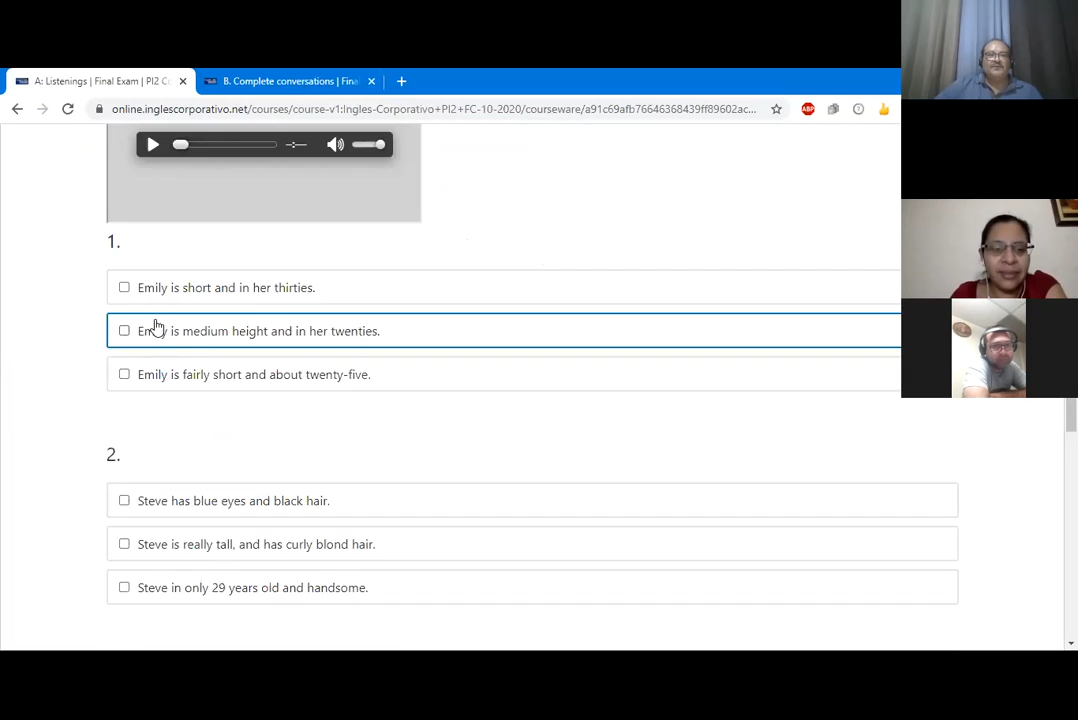 A: Listenings | Final Exam | PI2 Co
B. Complete conversations | Fina
online.inglescorporativo.net/courses/course-v1:Ingles-Corporativo+PI2+FC-10-2020/courseware/a91c69afb76646368439ff89602ac...
ABP
-:--
1.
Emily is short and in her thirties.
Emily is medium height and in her twenties.
Emily is fairly short and about twenty-five.
2.
Steve has blue eyes and black hair.
Steve is really tall, and has curly blond hair.
Steve in only 29 years old and handsome.